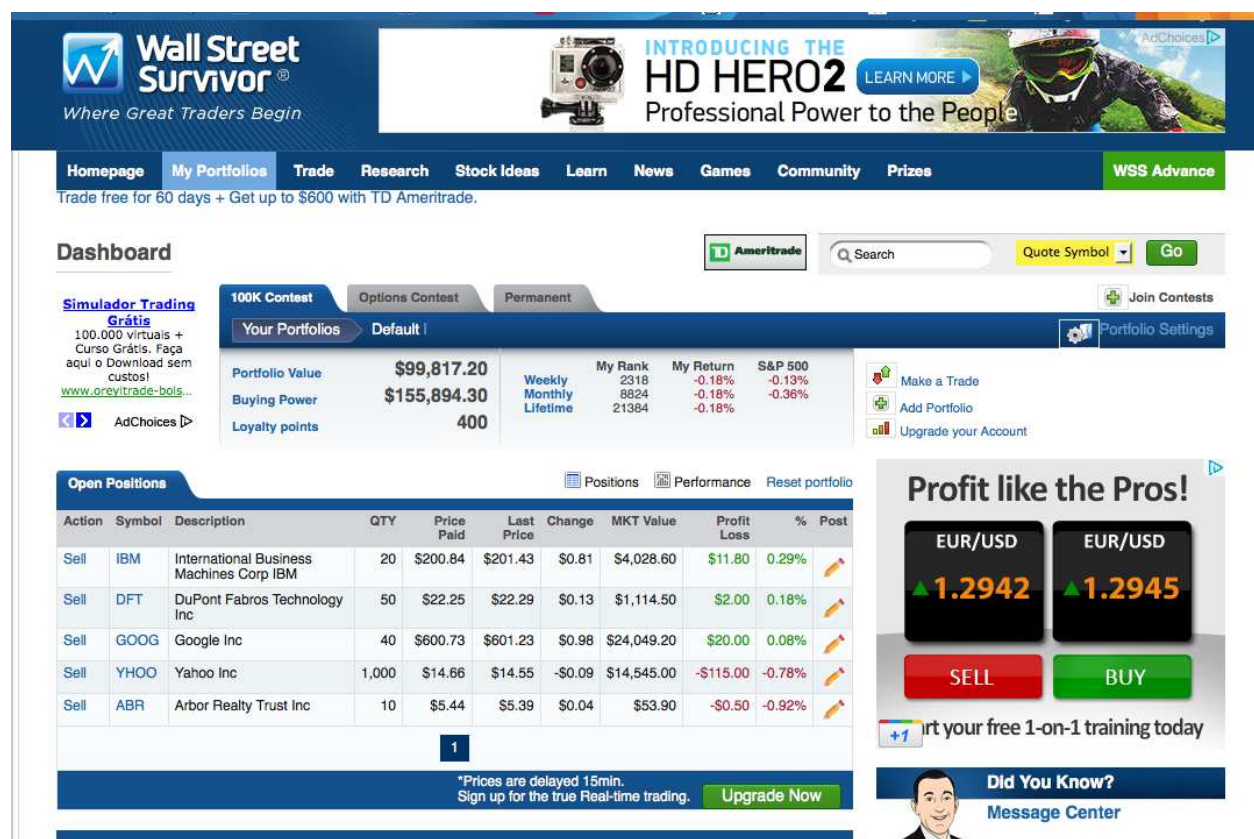 Wall Street
Survivor ®
Where Great Traders Begin
AdChoices
INTRODUCING THE
HD HERO2
LEARN MORE
Professional Power to the People
Homepage My Portfolios Trade Research Stock Ideas Learn News Games Community Prizes WSS Advance
Trade free for 60 days + Get up to $600 with TD Ameritrade.
Dashboard
TD Ameritrade
Search
Quote Symbol
Go
Simulador Trading
Grátis
100.000 virtuais +
Curso Grátis. Faça
aqui o Download sem
custos!
www.oreyitrade-bols...
AdChoices
100K Contest Options Contest Permanent
Join Contests
Your Portfolios Default
Portfolio Settings
Portfolio Value $99,817.20
Buying Power $155,894.30
Loyalty points 400
My Rank My Return S&P 500
Weekly 2318 -0.18% -0.13%
Monthly 8824 -0.18% -0.36%
Lifetime 21384 -0.18%
Make a Trade
Add Portfolio
Upgrade your Account
Open Positions
Positions Performance Reset portfolio
Action Symbol Description QTY Price Paid Last Price Change MKT Value Profit Loss % Post
Sell IBM International Business Machines Corp IBM 20 $200.84 $201.43 $0.81 $4,028.60 $11.80 0.29%
Sell DFT DuPont Fabros Technology Inc 50 $22.25 $22.29 $0.13 $1,114.50 $2.00 0.18%
Sell GOOG Google Inc 40 $600.73 $601.23 $0.98 $24,049.20 $20.00 0.08%
Sell YHOO Yahoo Inc 1,000 $14.66 $14.55 -$0.09 $14,545.00 -$115.00 -0.78%
Sell ABR Arbor Realty Trust Inc 10 $5.44 $5.39 $0.04 $53.90 -$0.50 -0.92%
1
*Prices are delayed 15min.
Sign up for the true Real-time trading.
Upgrade Now
Profit like the Pros!
EUR/USD EUR/USD
1.2942 1.2945
SELL BUY
+1
rt your free 1-on-1 training today
Did You Know?
Message Center